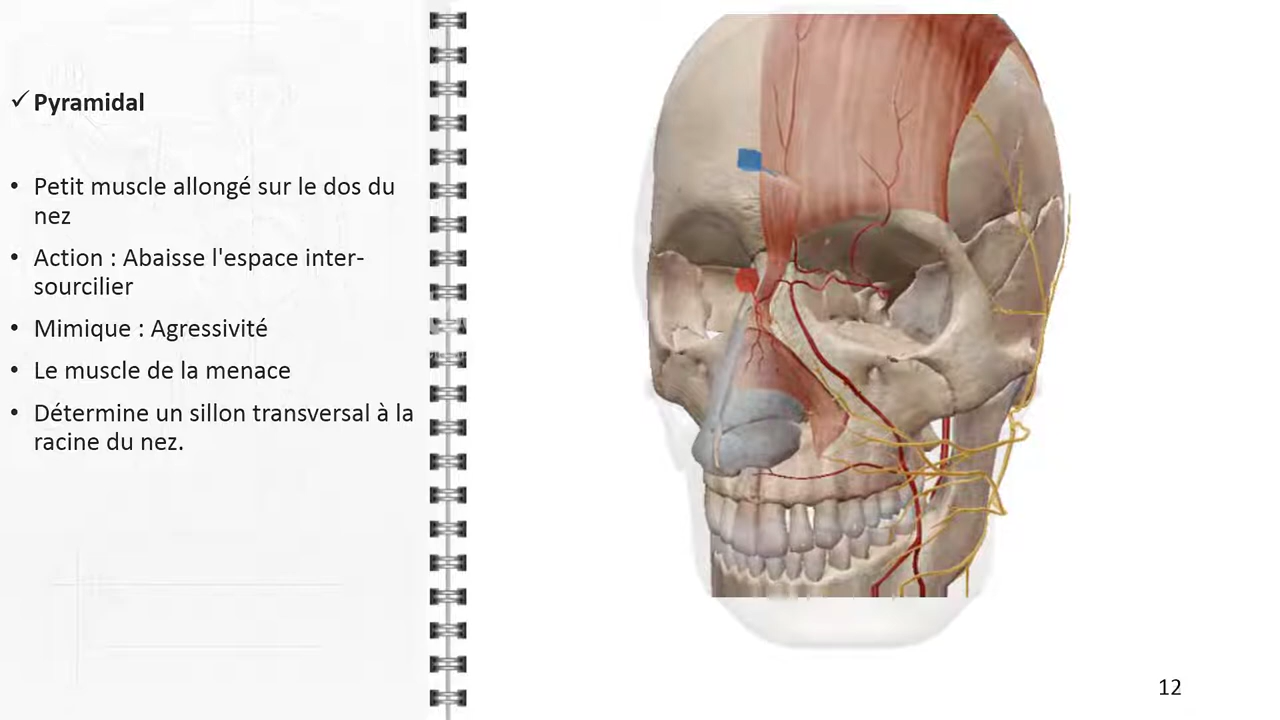 ✓ Pyramidal
• Petit muscle allongé sur le dos du
nez
• Action : Abaisse l'espace inter-
sourcilier
• Mimique : Agressivité
• Le muscle de la menace
• Détermine un sillon transversal à la
racine du nez.
12